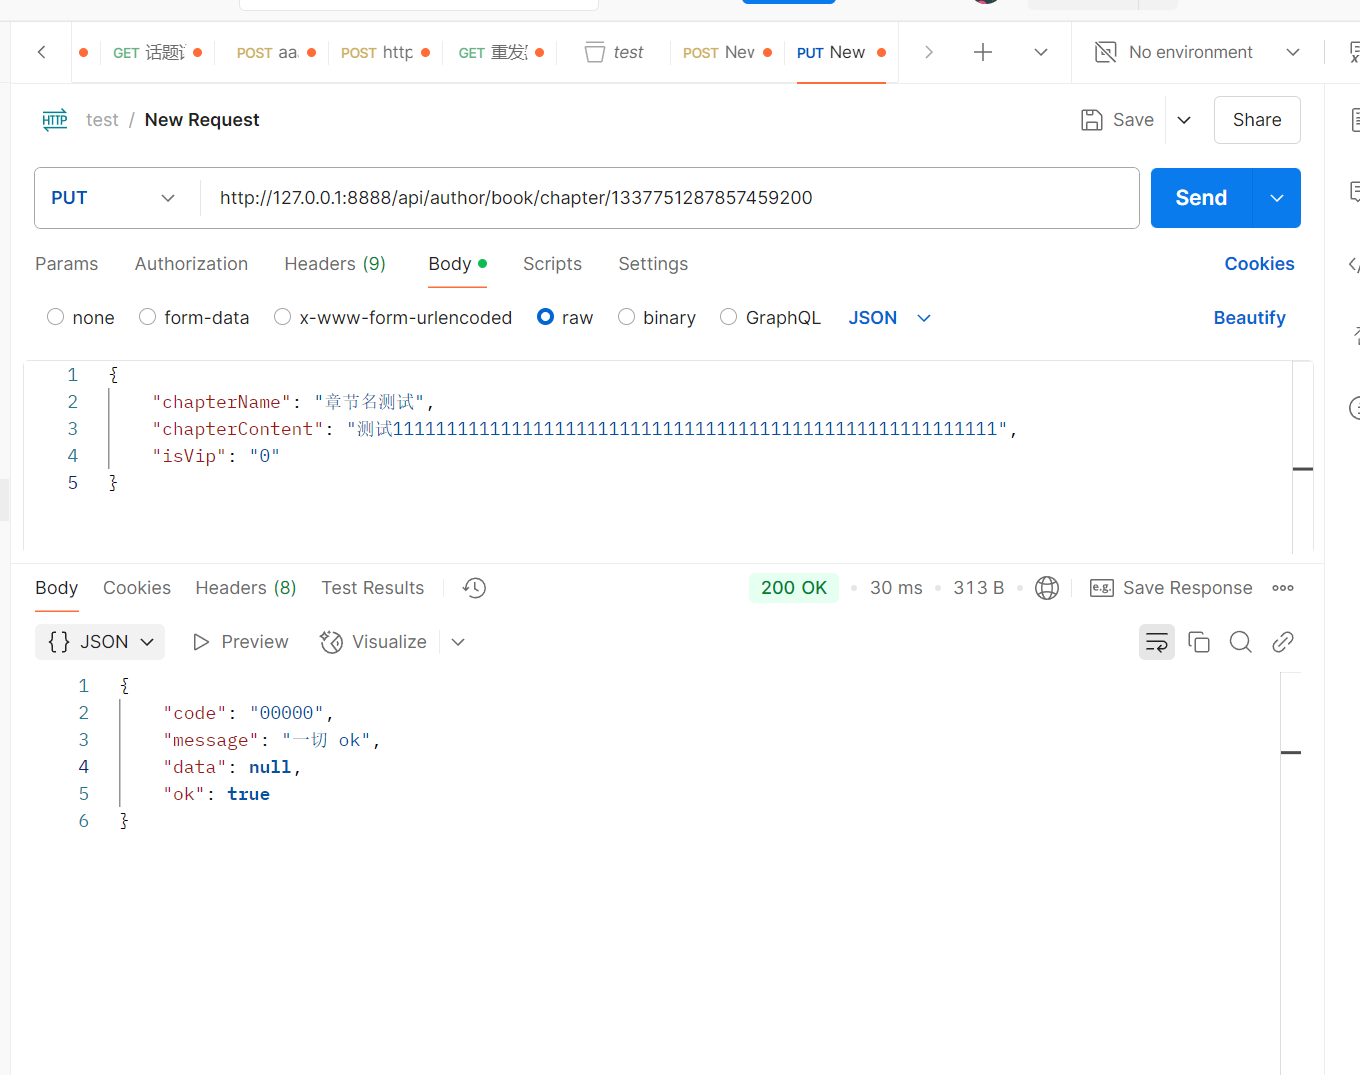 GET 话题
POST aa
POST http
GET 重发
test
POST New
PUT New
No environment
HTTP test / New Request
Save
Share
PUT
http://127.0.0.1:8888/api/author/book/chapter/1337751287857459200
Send
Params Authorization Headers (9) Body Scripts Settings Cookies
none form-data x-www-form-urlencoded raw binary GraphQL JSON Beautify
1 {
2 "chapterName": "章节名测试",
3 "chapterContent": "测试11111111111111111111111111111111111111111111111111111111",
4 "isVip": "0"
5 }
Body Cookies Headers (8) Test Results 200 OK 30 ms 313 B e.g. Save Response
{} JSON Preview Visualize
1 {
2 "code": "00000",
3 "message": "一切 ok",
4 "data": null,
5 "ok": true
6 }